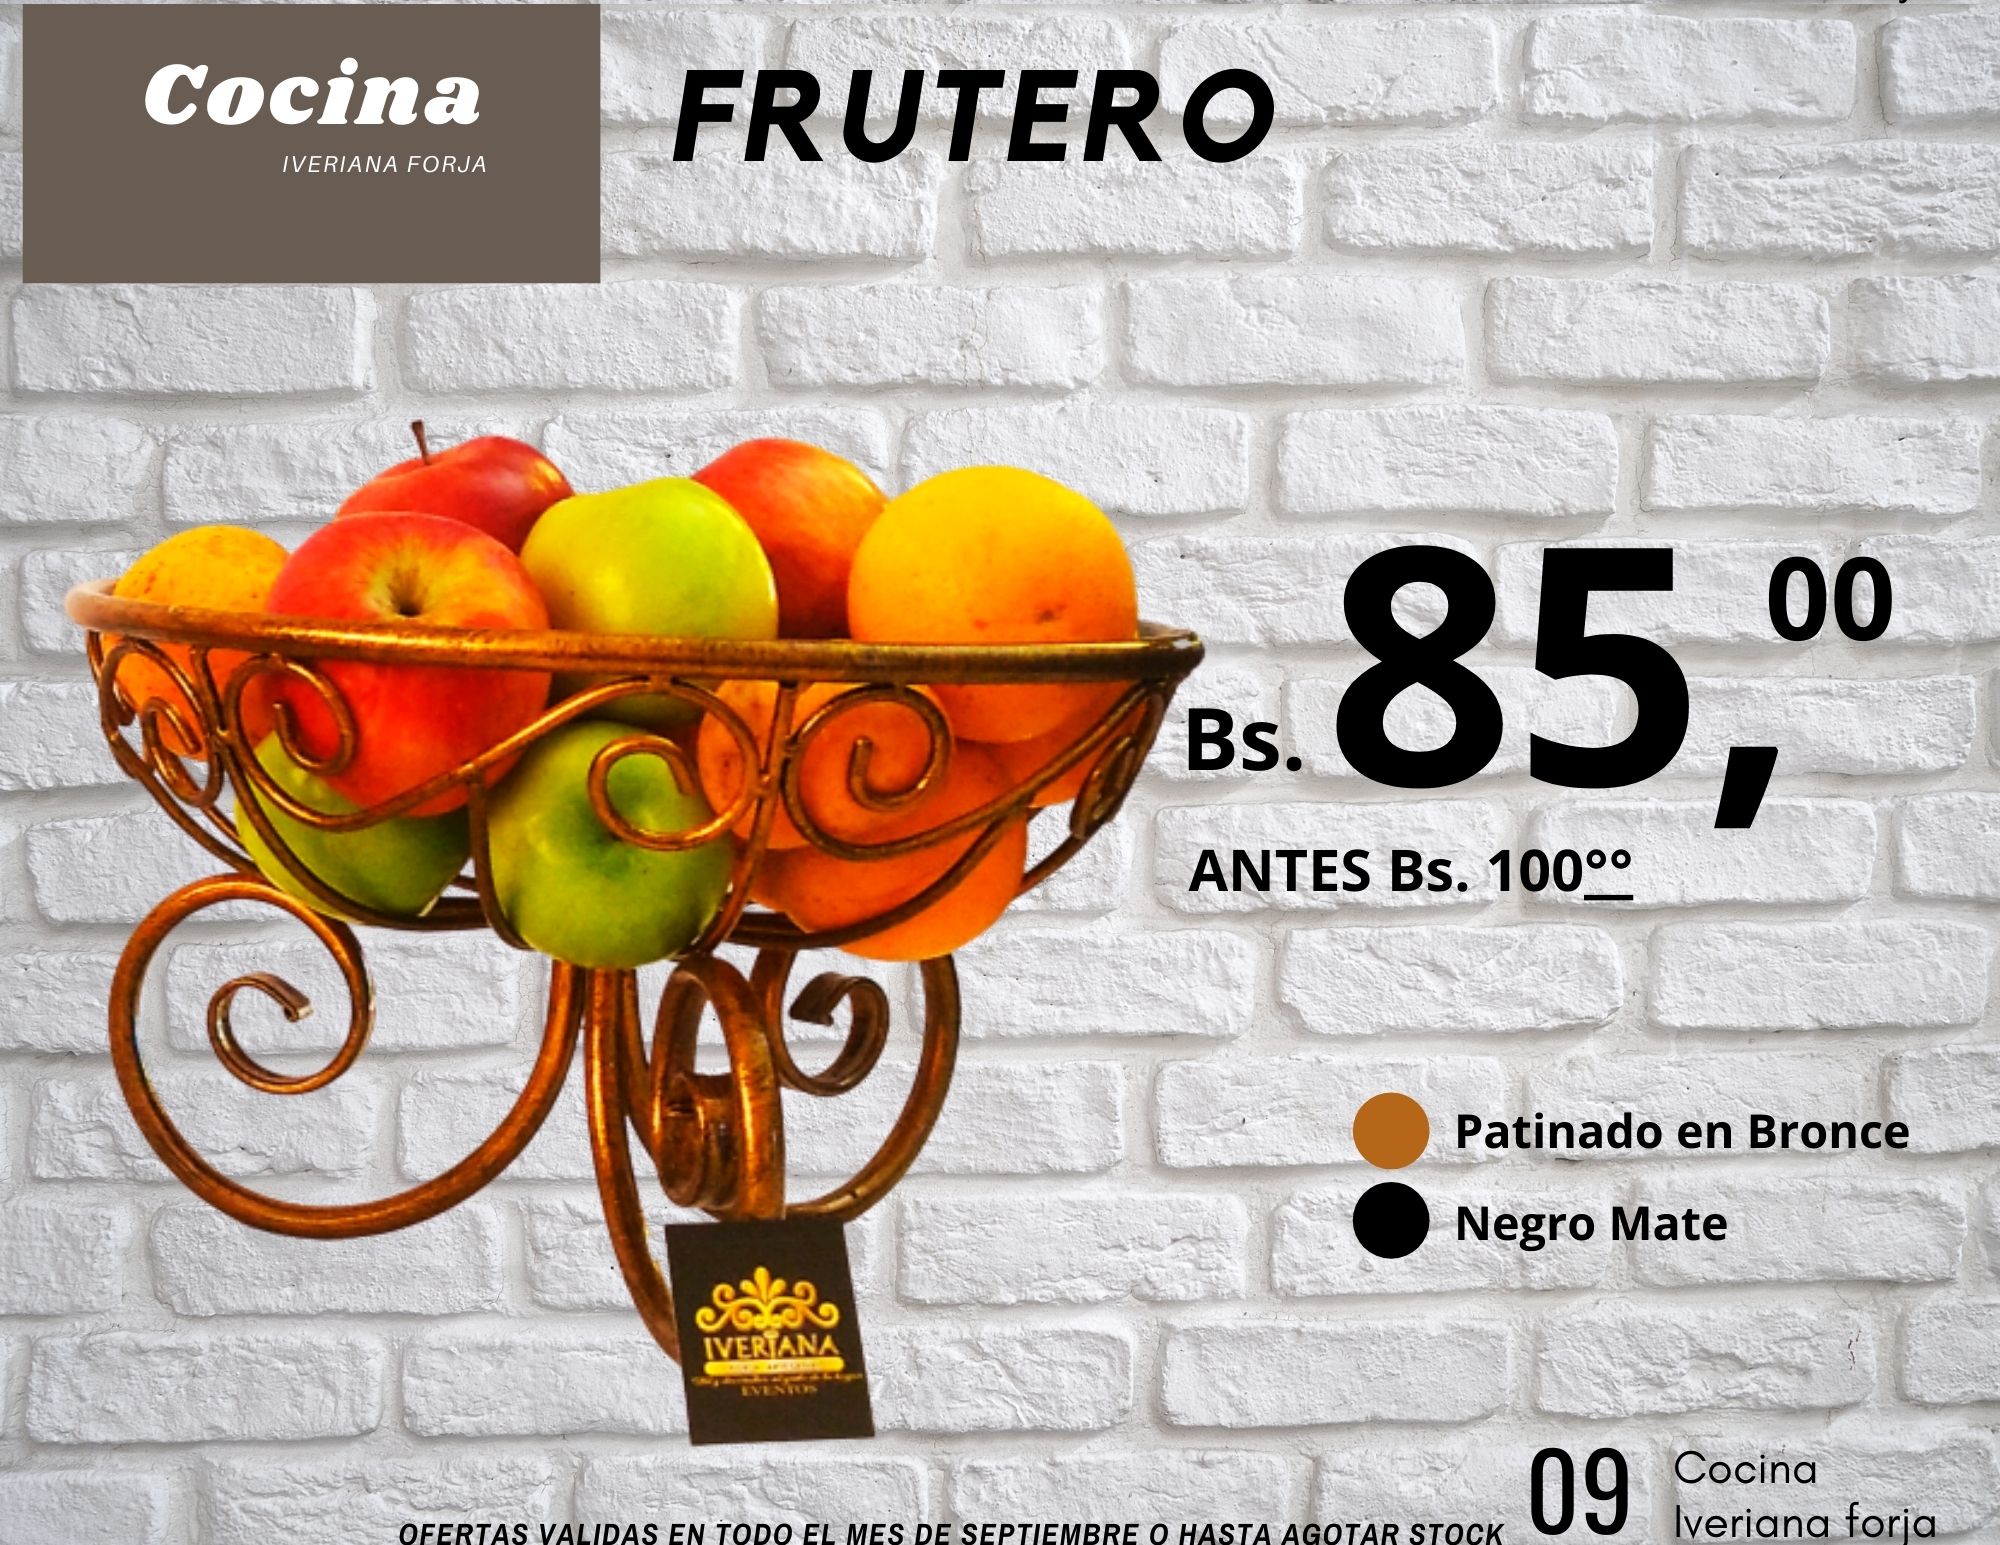 Cocina
IVERIANA FORJA
FRUTERO
Bs. 85,00
ANTES Bs. 100°°
Patinado en Bronce
Negro Mate
IVERIANA
EVENTOS
09
Cocina
Iveriana forja
OFERTAS VALIDAS EN TODO EL MES DE SEPTIEMBRE O HASTA AGOTAR STOCK